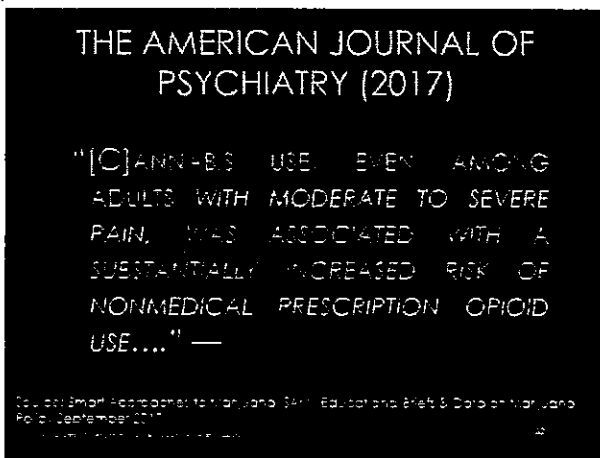 THE AMERICAN JOURNAL OF
PSYCHIATRY (2017)
"[C]ANNABIS USE, EVEN AMONG
ADULTS WITH MODERATE TO SEVERE
PAIN, WAS ASSOCIATED WITH A
SUBSTANTIALLY INCREASED RISK OF
NONMEDICAL PRESCRIPTION OPIOID
USE...." —
Source: Smart Approaches to Marijuana (SAM) Educational Briefs & Data on Marijuana
Policy September 2017